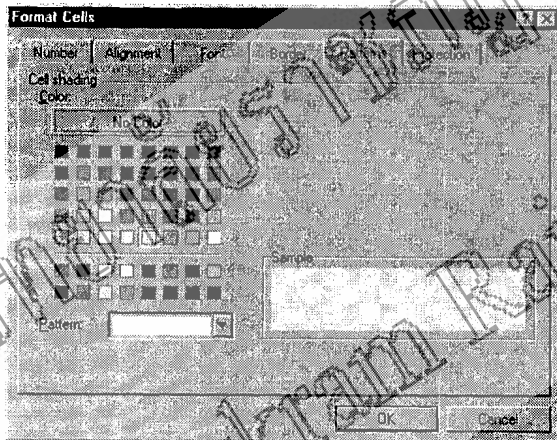 Format Cells
Number Alignment Font Border Patterns Protection
Cell shading
Color:
No Color
Sample
Pattern:
OK Cancel